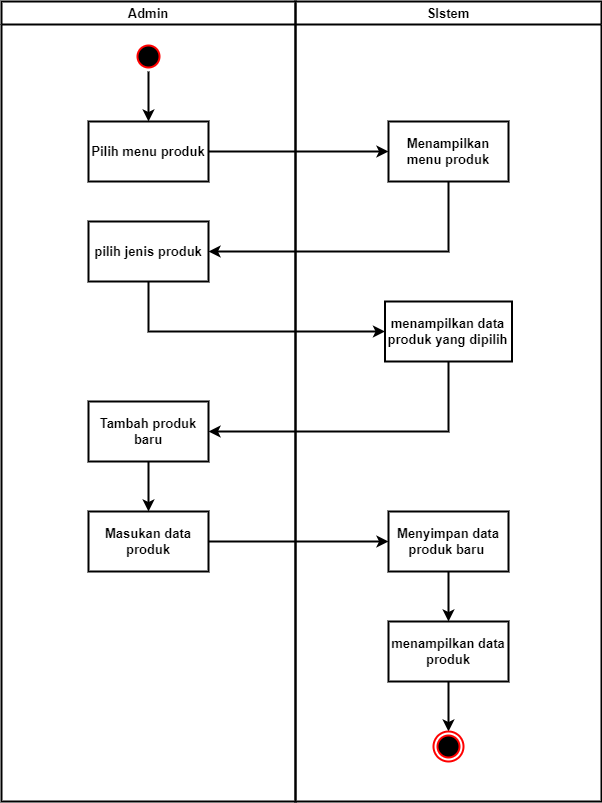 Admin
SIstem
Pilih menu produk
Menampilkan
menu produk
pilih jenis produk
menampilkan data
produk yang dipilih
Tambah produk
baru
Masukan data
produk
Menyimpan data
produk baru
menampilkan data
produk